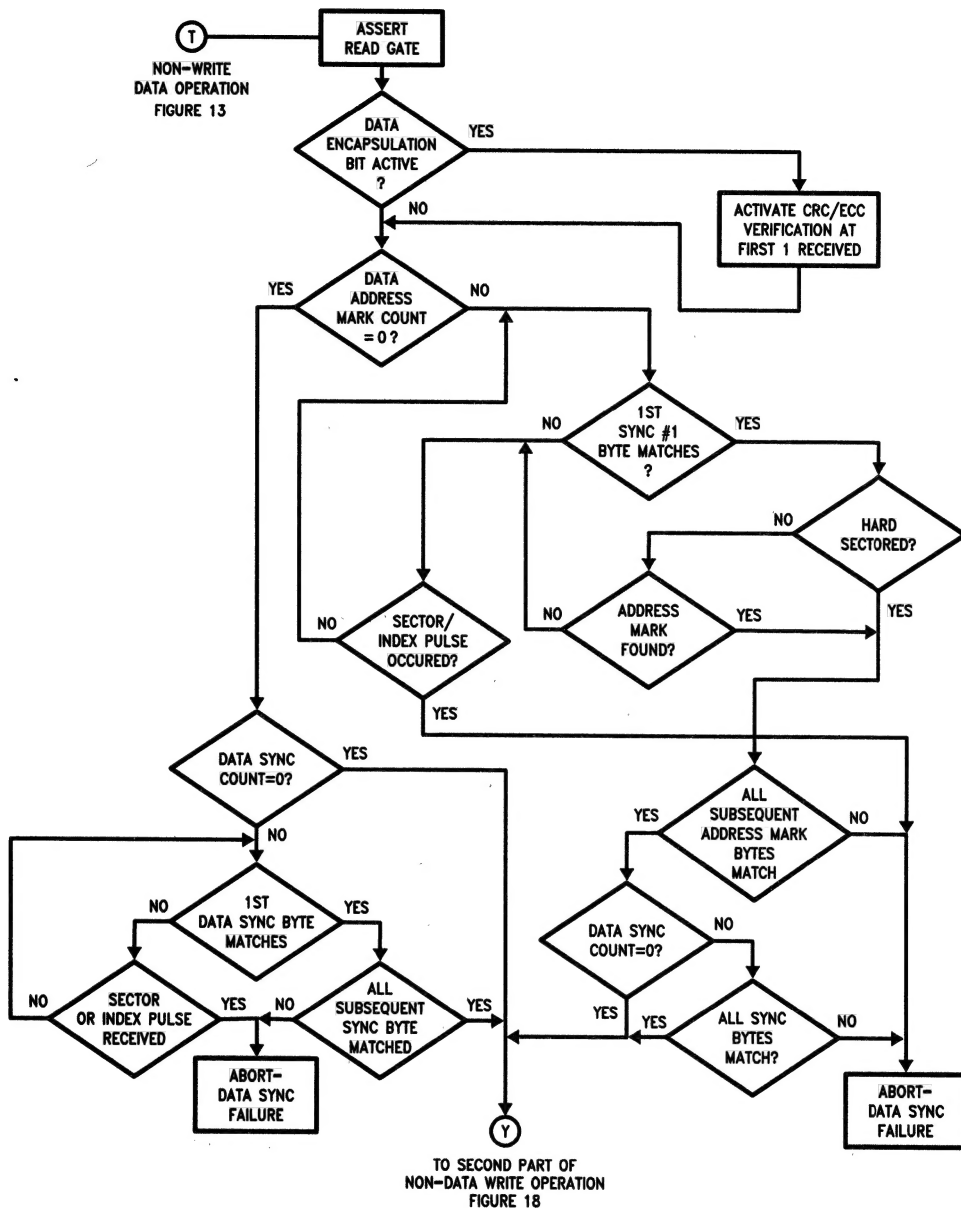 T
NON-WRITE
DATA OPERATION
FIGURE 13
ASSERT
READ GATE
DATA
ENCAPSULATION
BIT ACTIVE
?
YES
NO
ACTIVATE CRC/ECC
VERIFICATION AT
FIRST 1 RECEIVED
DATA
ADDRESS
MARK COUNT
=0?
YES
NO
1ST
SYNC #1
BYTE MATCHES
?
NO
YES
HARD
SECTORED?
NO
YES
ADDRESS
MARK
FOUND?
NO
YES
SECTOR/
INDEX PULSE
OCCURED?
NO
YES
DATA SYNC
COUNT=0?
YES
NO
ALL
SUBSEQUENT
ADDRESS MARK
BYTES
MATCH
YES
NO
1ST
DATA SYNC BYTE
MATCHES
NO
YES
DATA SYNC
COUNT=0?
NO
YES
SECTOR
OR INDEX PULSE
RECEIVED
NO
YES
ALL
SUBSEQUENT
SYNC BYTE
MATCHED
NO
YES
ALL SYNC
BYTES
MATCH?
YES
NO
ABORT-
DATA SYNC
FAILURE
ABORT-
DATA SYNC
FAILURE
Y
TO SECOND PART OF
NON-DATA WRITE OPERATION
FIGURE 18